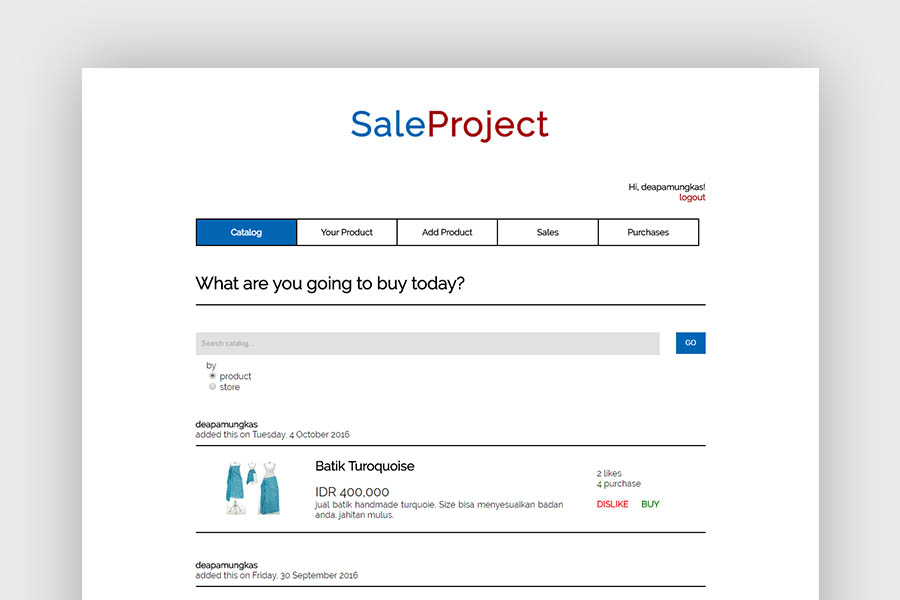 SaleProject
Hi, deapamungkas!
logout
Catalog Your Product Add Product Sales Purchases
What are you going to buy today?
Search catalog...
GO
by
product
store
deapamungkas
added this on Tuesday, 4 October 2016
Batik Turoquoise
2 likes
4 purchase
IDR 400,000
jual batik handmade turquoie. Size bisa menyesuaikan badan
anda, jahitan mulus.
DISLIKE BUY
deapamungkas
added this on Friday, 30 September 2016